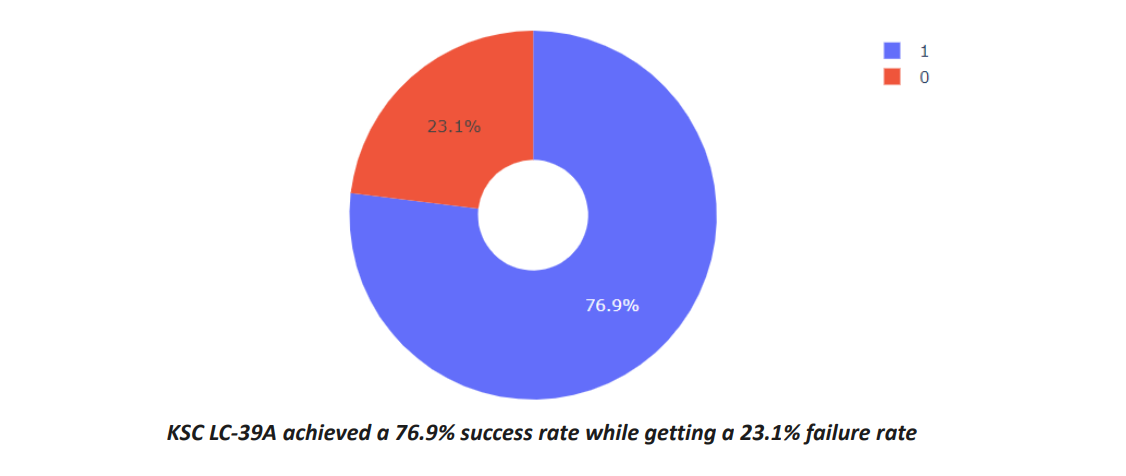 1
0
23.1%
76.9%
KSC LC-39A achieved a 76.9% success rate while getting a 23.1% failure rate